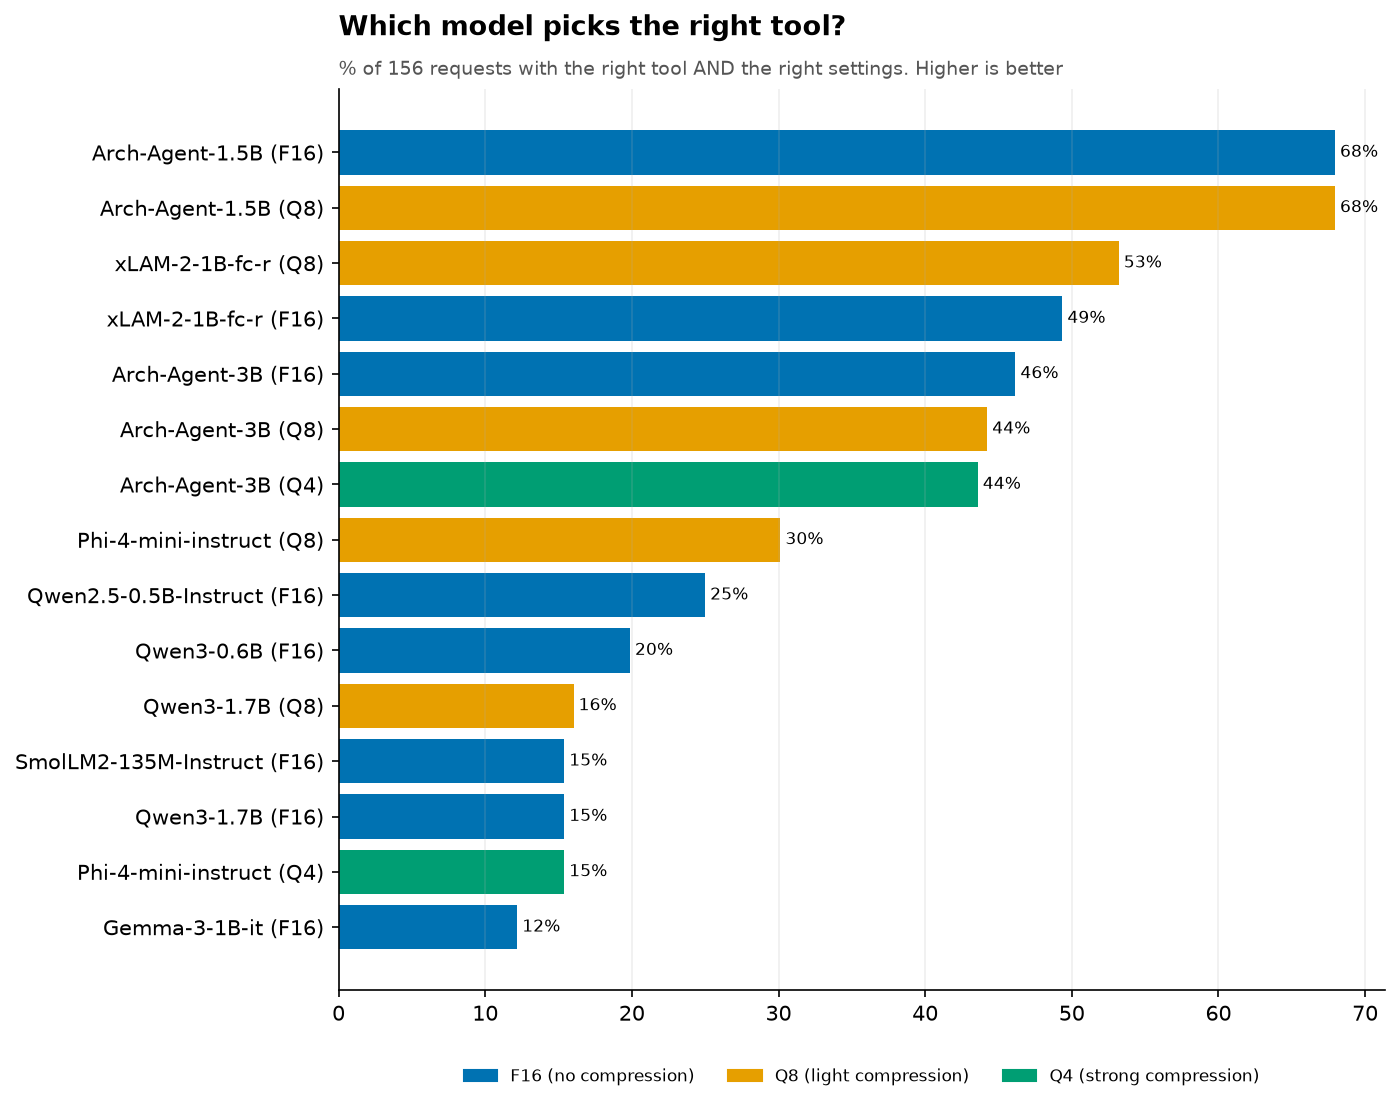 Which model picks the right tool?
% of 156 requests with the right tool AND the right settings. Higher is better
Arch-Agent-1.5B (F16) 68%
Arch-Agent-1.5B (Q8) 68%
xLAM-2-1B-fc-r (Q8) 53%
xLAM-2-1B-fc-r (F16) 49%
Arch-Agent-3B (F16) 46%
Arch-Agent-3B (Q8) 44%
Arch-Agent-3B (Q4) 44%
Phi-4-mini-instruct (Q8) 30%
Qwen2.5-0.5B-Instruct (F16) 25%
Qwen3-0.6B (F16) 20%
Qwen3-1.7B (Q8) 16%
SmolLM2-135M-Instruct (F16) 15%
Qwen3-1.7B (F16) 15%
Phi-4-mini-instruct (Q4) 15%
Gemma-3-1B-it (F16) 12%
0 10 20 30 40 50 60 70
F16 (no compression) Q8 (light compression) Q4 (strong compression)